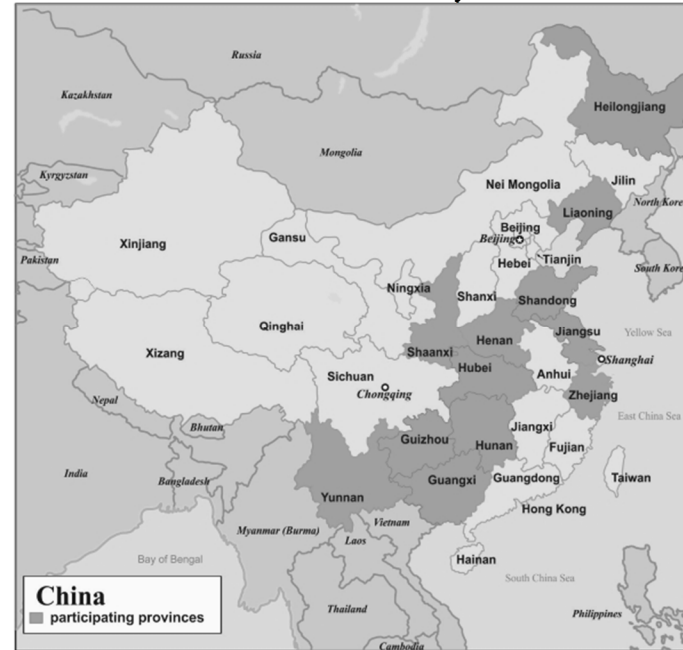 Russia
Kazakhstan
Heilongjiang
Mongolia
Kyrgyzstan
Nei Mongolia
Jilin
North Kore
Liaoning
Beijing
Beijing
Xinjiang
Gansu
Pakistan
Hebei
Tianjin
South Kore
Ningxia
Shanxi
Shandong
Qinghai
Jiangsu
Yellow Sea
Henan
Xizang
Shaanxi
Shanghai
Hubei
Anhui
Sichuan
Chongqing
Zhejiang
Nepal
East China Sea
Bhutan
Jiangxi
Guizhou
Hunan
Fujian
India
Bangladesh
Guangxi
Guangdong
Taiwan
Yunnan
Hong Kong
Vietnam
Myanmar (Burma)
Laos
Bay of Bengal
Hainan
South China Sea
China
participating provinces
Thailand
Philippines
Cambodia